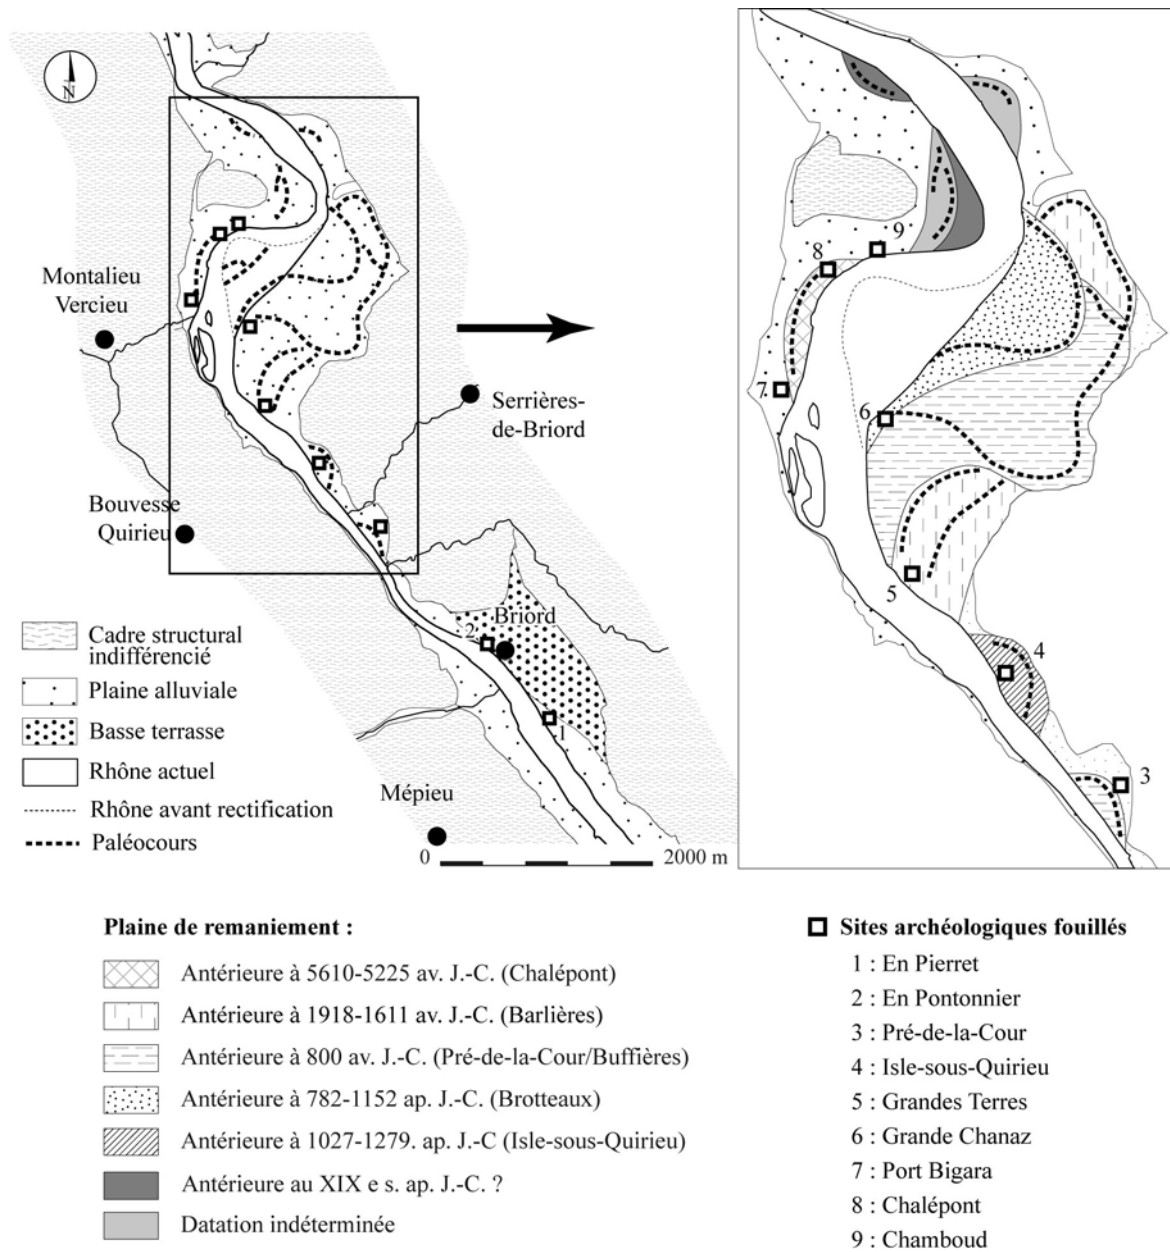 N
Montalieu
Vercieu
Serrières-
de-Briord
Bouvesse
Quirieu
Briord
2
1
Mépieu
0
2000 m
Cadre structural
indifférencié
Plaine alluviale
Basse terrasse
Rhône actuel
Rhône avant rectification
Paléocours
9
8
7
6
5
4
3
Plaine de remaniement :
Antérieure à 5610-5225 av. J.-C. (Chalépont)
Antérieure à 1918-1611 av. J.-C. (Barlières)
Antérieure à 800 av. J.-C. (Pré-de-la-Cour/Buffières)
Antérieure à 782-1152 ap. J.-C. (Brotteaux)
Antérieure à 1027-1279. ap. J.-C (Isle-sous-Quirieu)
Antérieure au XIX e s. ap. J.-C. ?
Datation indéterminée
Sites archéologiques fouillés
1 : En Pierret
2 : En Pontonnier
3 : Pré-de-la-Cour
4 : Isle-sous-Quirieu
5 : Grandes Terres
6 : Grande Chanaz
7 : Port Bigara
8 : Chalépont
9 : Chamboud